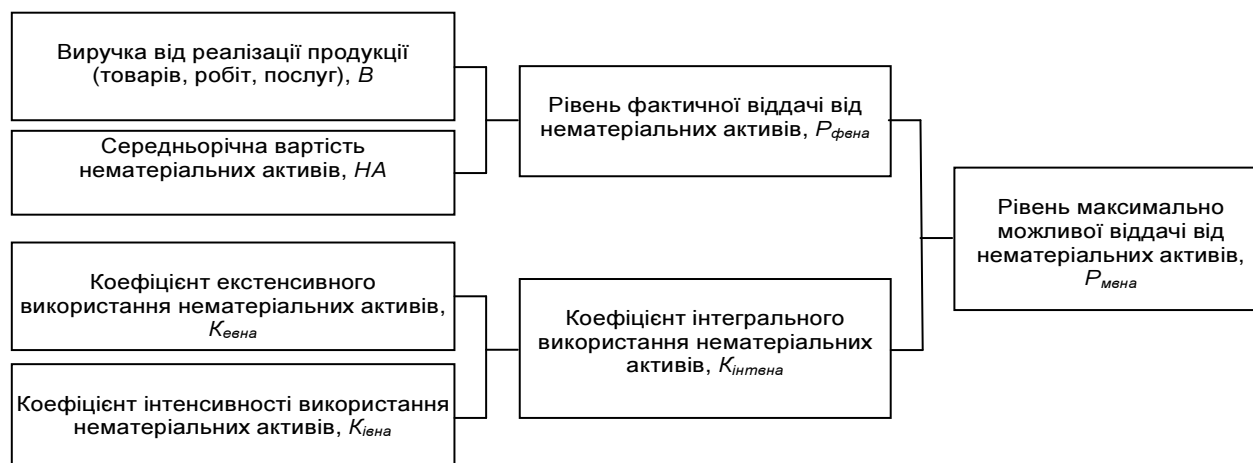 Виручка від реалізації продукції
(товарів, робіт, послуг), В
Середньорічна вартість
нематеріальних активів, НА
Рівень фактичної віддачі від
нематеріальних активів, Рфвна
Коефіцієнт екстенсивного
використання нематеріальних активів,
Кевна
Коефіцієнт інтенсивності використання
нематеріальних активів,Ківна
Коефіцієнт інтегрального
використання нематеріальних
активів, Кінтвна
Рівень максимально
можливої віддачі від
нематеріальних активів,
Рмвна